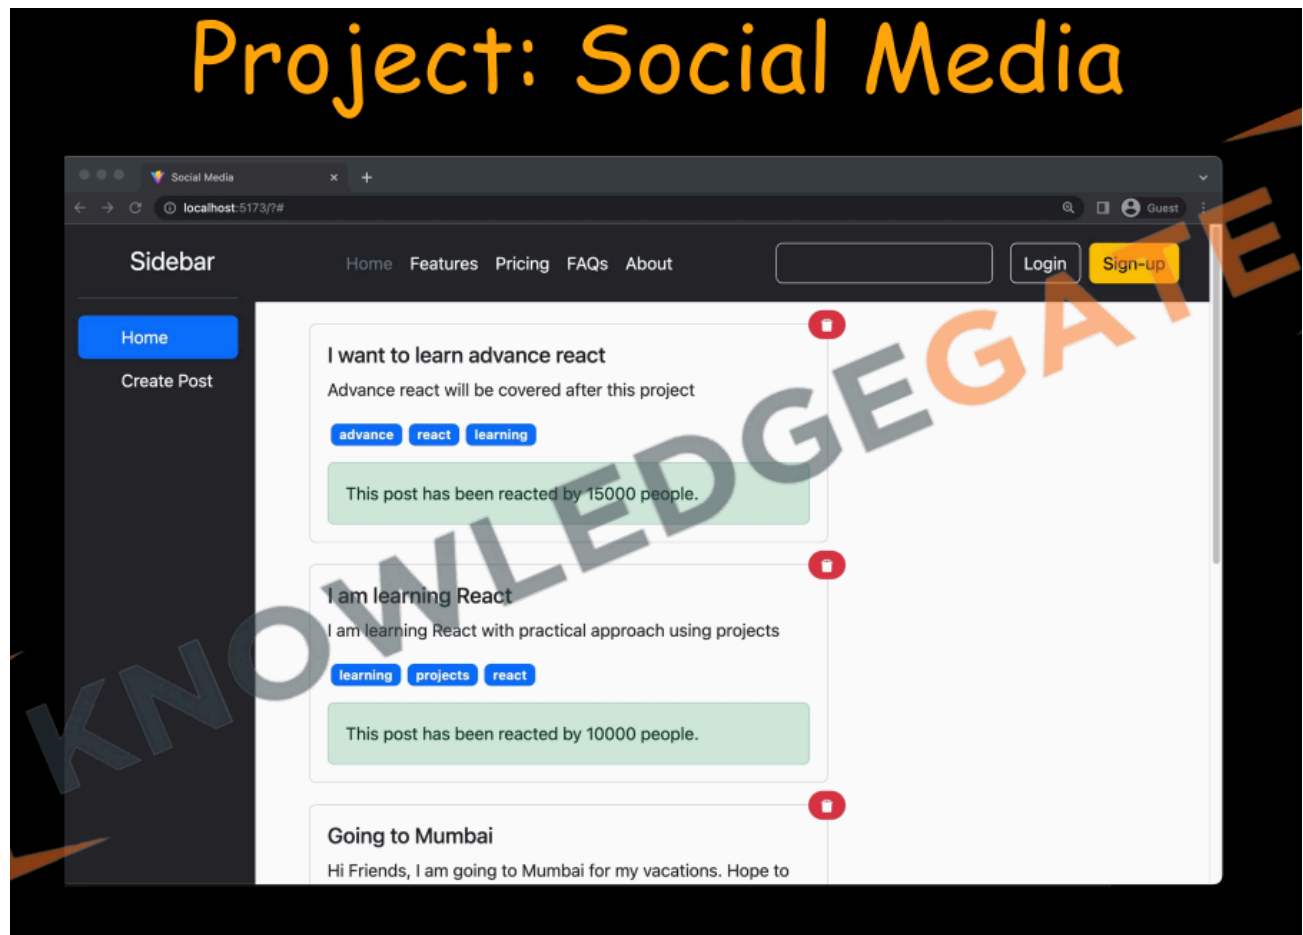 Project: Social Media
Social Media
localhost:5173/?#
Guest
Sidebar
Home Features Pricing FAQs About
Login
Sign-up
Home
Create Post
I want to learn advance react
Advance react will be covered after this project
advance react learning
This post has been reacted by 15000 people.
I am learning React
I am learning React with practical approach using projects
learning projects react
This post has been reacted by 10000 people.
Going to Mumbai
Hi Friends, I am going to Mumbai for my vacations. Hope to
KNOWLEDGEGATE